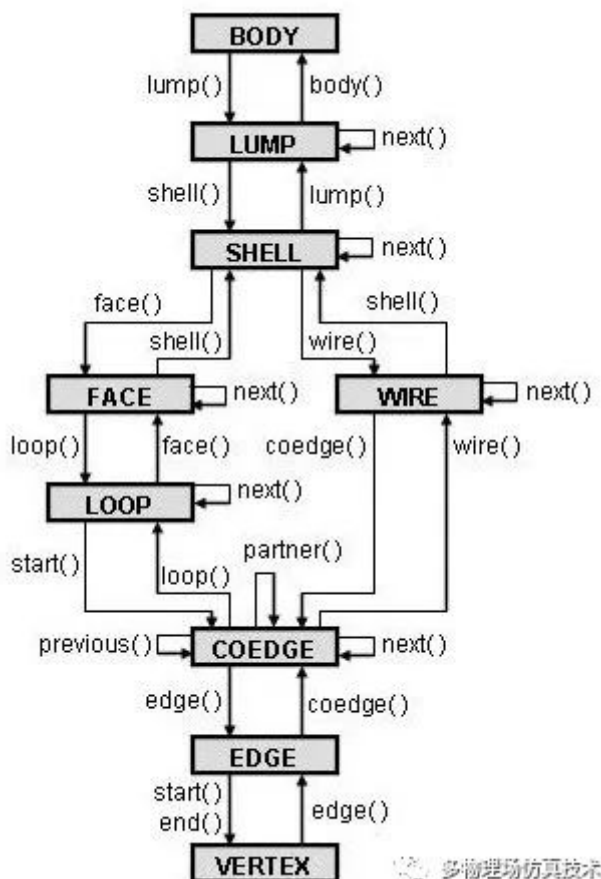 BODY
lump() body()
LUMP next()
shell() lump()
SHELL next()
face() shell()
shell() wire()
FACE next() WIRE next()
loop() face() coedge() wire()
LOOP next()
partner()
start() loop()
previous() COEDGE next()
edge() coedge()
EDGE
start()
end() edge()
VERTEX
多物理场仿真技术